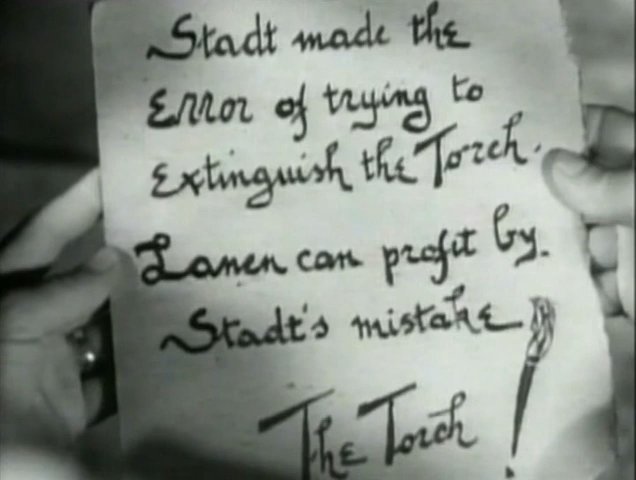 Stadt made the
Error of trying to
Extinguish the Torch.
Lanen can profit by.
Stadt's mistake
The Torch